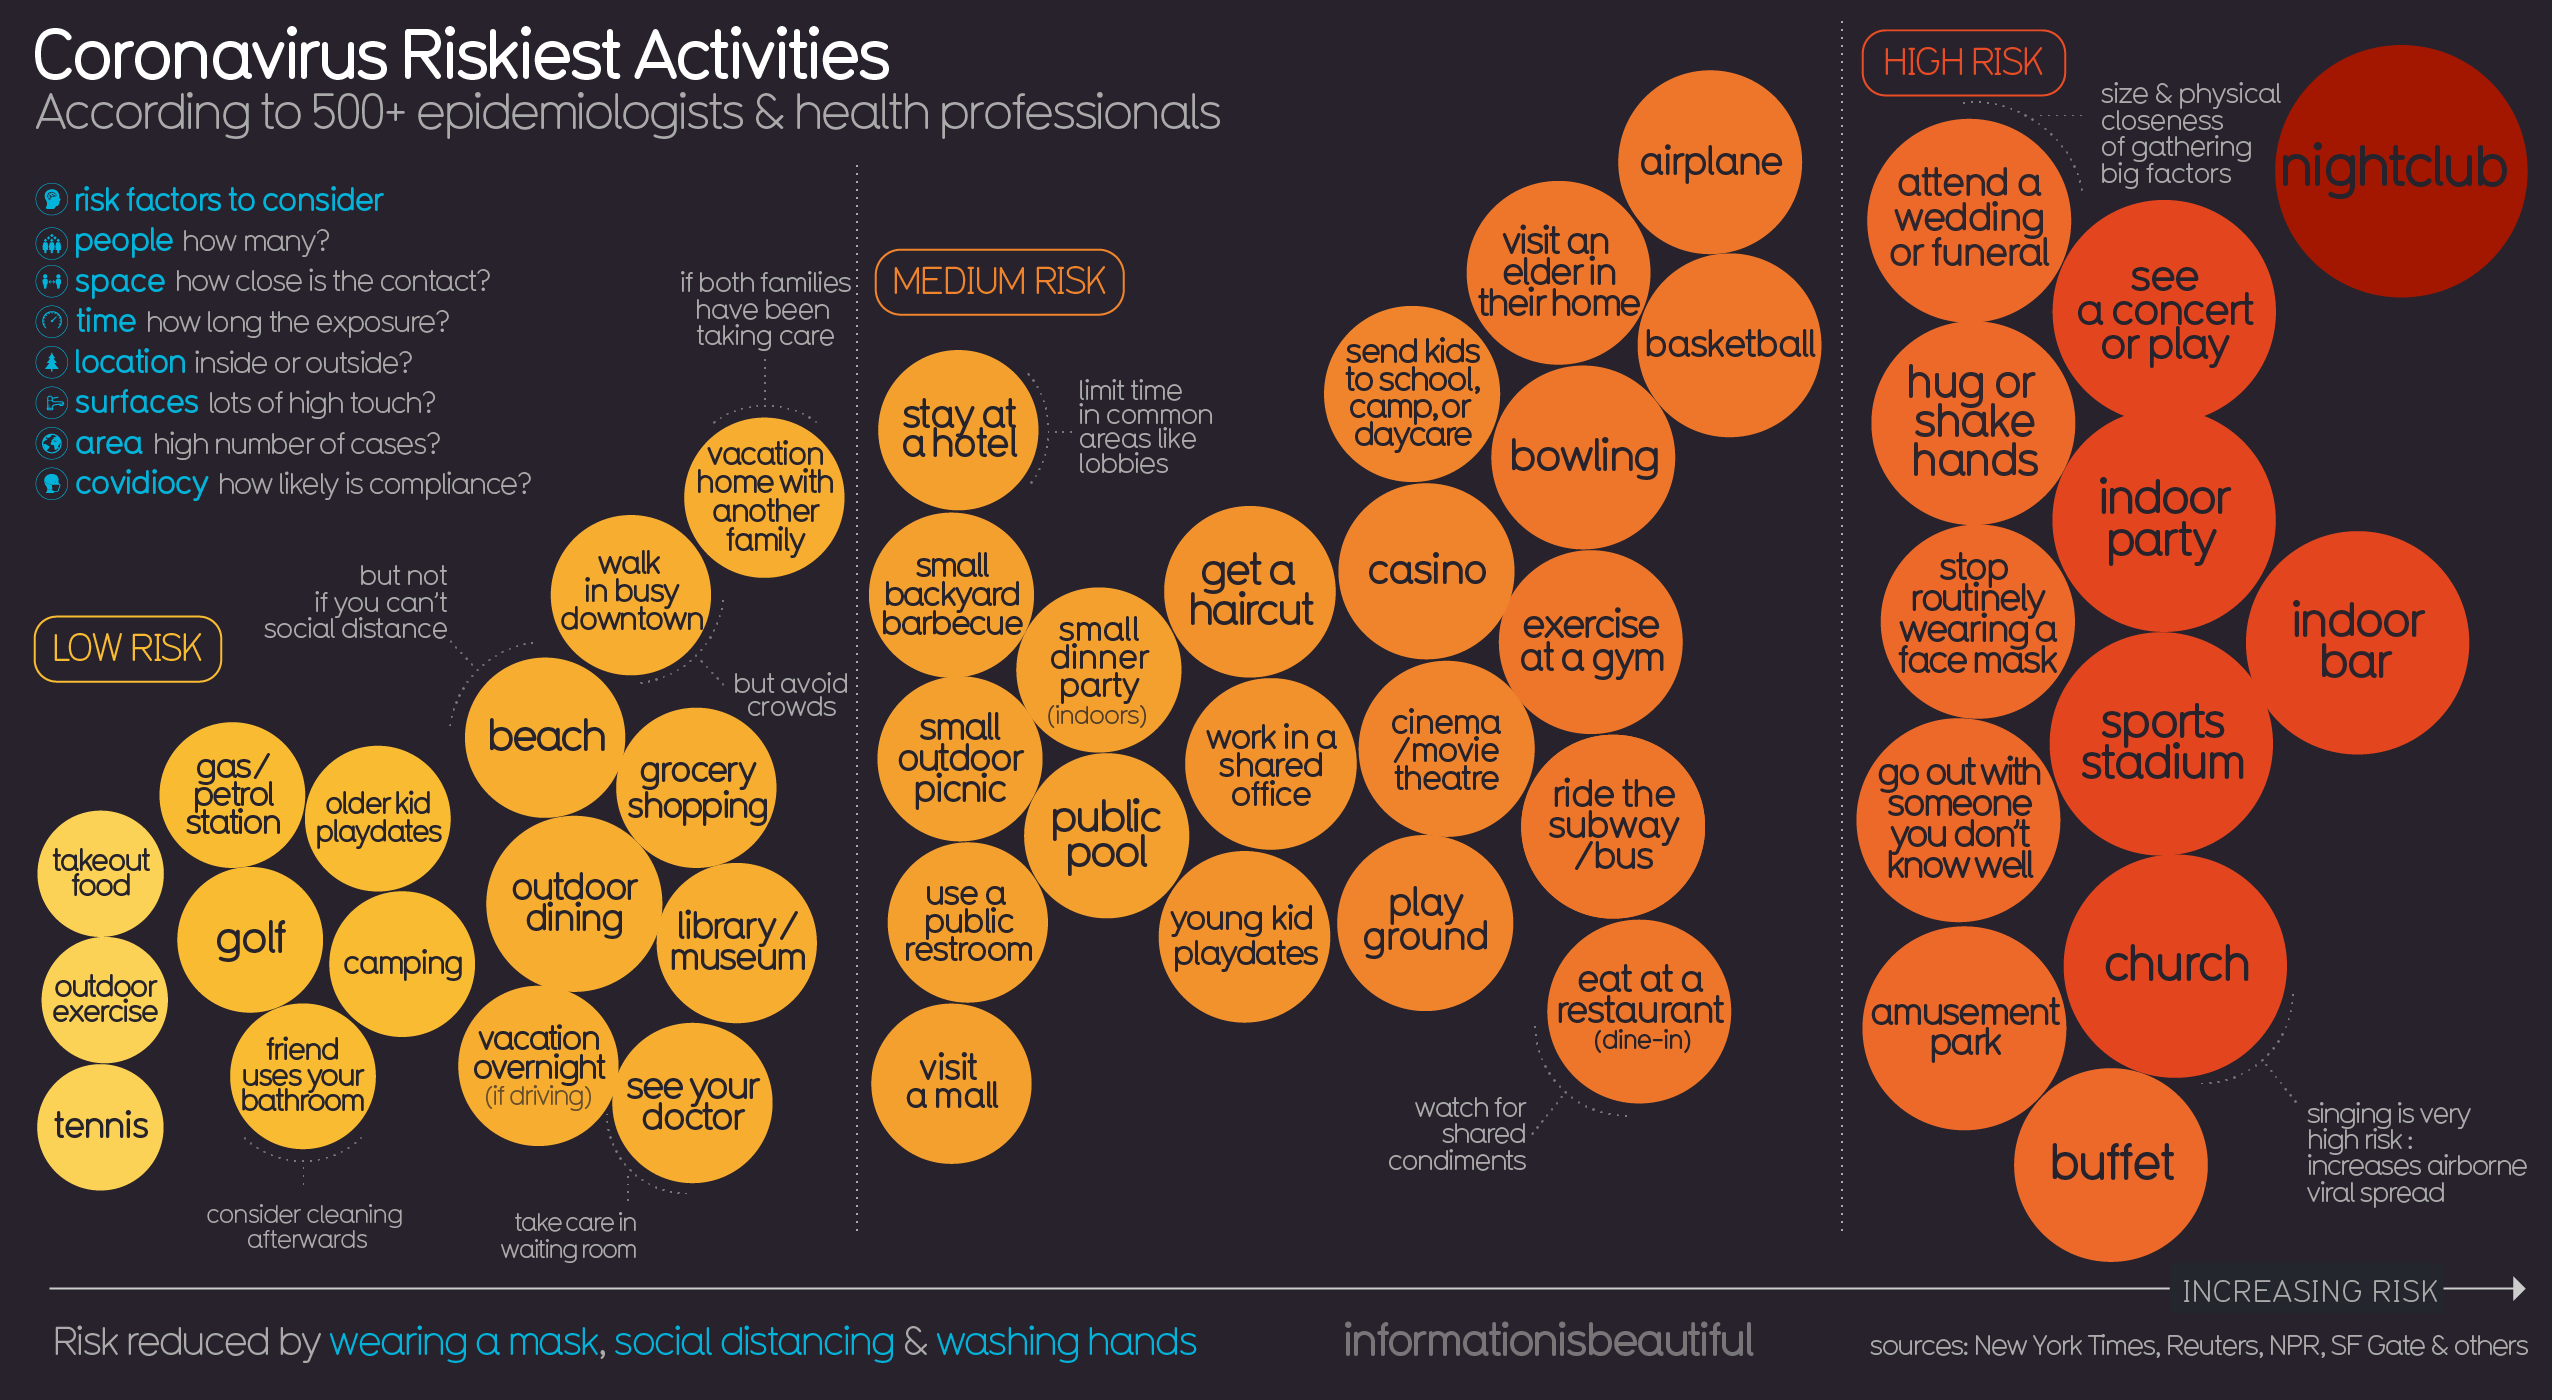 Coronavirus Riskiest Activities
According to 500+ epidemiologists & health professionals
risk factors to consider
people how many?
space how close is the contact?
time how long the exposure?
location inside or outside?
surfaces lots of high touch?
area high number of cases?
covidiocy how likely is compliance?
LOW RISK
takeout
food
outdoor
exercise
tennis
gas/
petrol
station
older kid
playdates
golf
camping
friend
uses your
bathroom
consider cleaning
afterwards
but not
if you can't
social distance
beach
walk
in busy
downtown
but avoid
crowds
if both families
have been
taking care
vacation
home with
another
family
grocery
shopping
outdoor
dining
library/
museum
vacation
overnight
(if driving)
see your
doctor
take care in
waiting room
MEDIUM RISK
stay at
a hotel
limit time
in common
areas like
lobbies
small
backyard
barbecue
small
dinner
party
(indoors)
small
outdoor
picnic
public
pool
use a
public
restroom
visit
a mall
get a
haircut
work in a
shared
office
young kid
playdates
send kids
to school,
camp, or
daycare
casino
cinema
/movie
theatre
play
ground
airplane
visit an
elder in
their home
basketball
bowling
exercise
at a gym
ride the
subway
/bus
eat at a
restaurant
(dine-in)
watch for
shared
condiments
HIGH RISK
size & physical
closeness
of gathering
big factors
attend a
wedding
or funeral
hug or
shake
hands
stop
routinely
wearing a
face mask
go out with
someone
you don't
know well
amusement
park
buffet
see
a concert
or play
indoor
party
sports
stadium
church
singing is very
high risk:
increases airborne
viral spread
indoor
bar
nightclub
INCREASING RISK
Risk reduced by wearing a mask, social distancing & washing hands
informationisbeautiful
sources: New York Times, Reuters, NPR, SF Gate & others